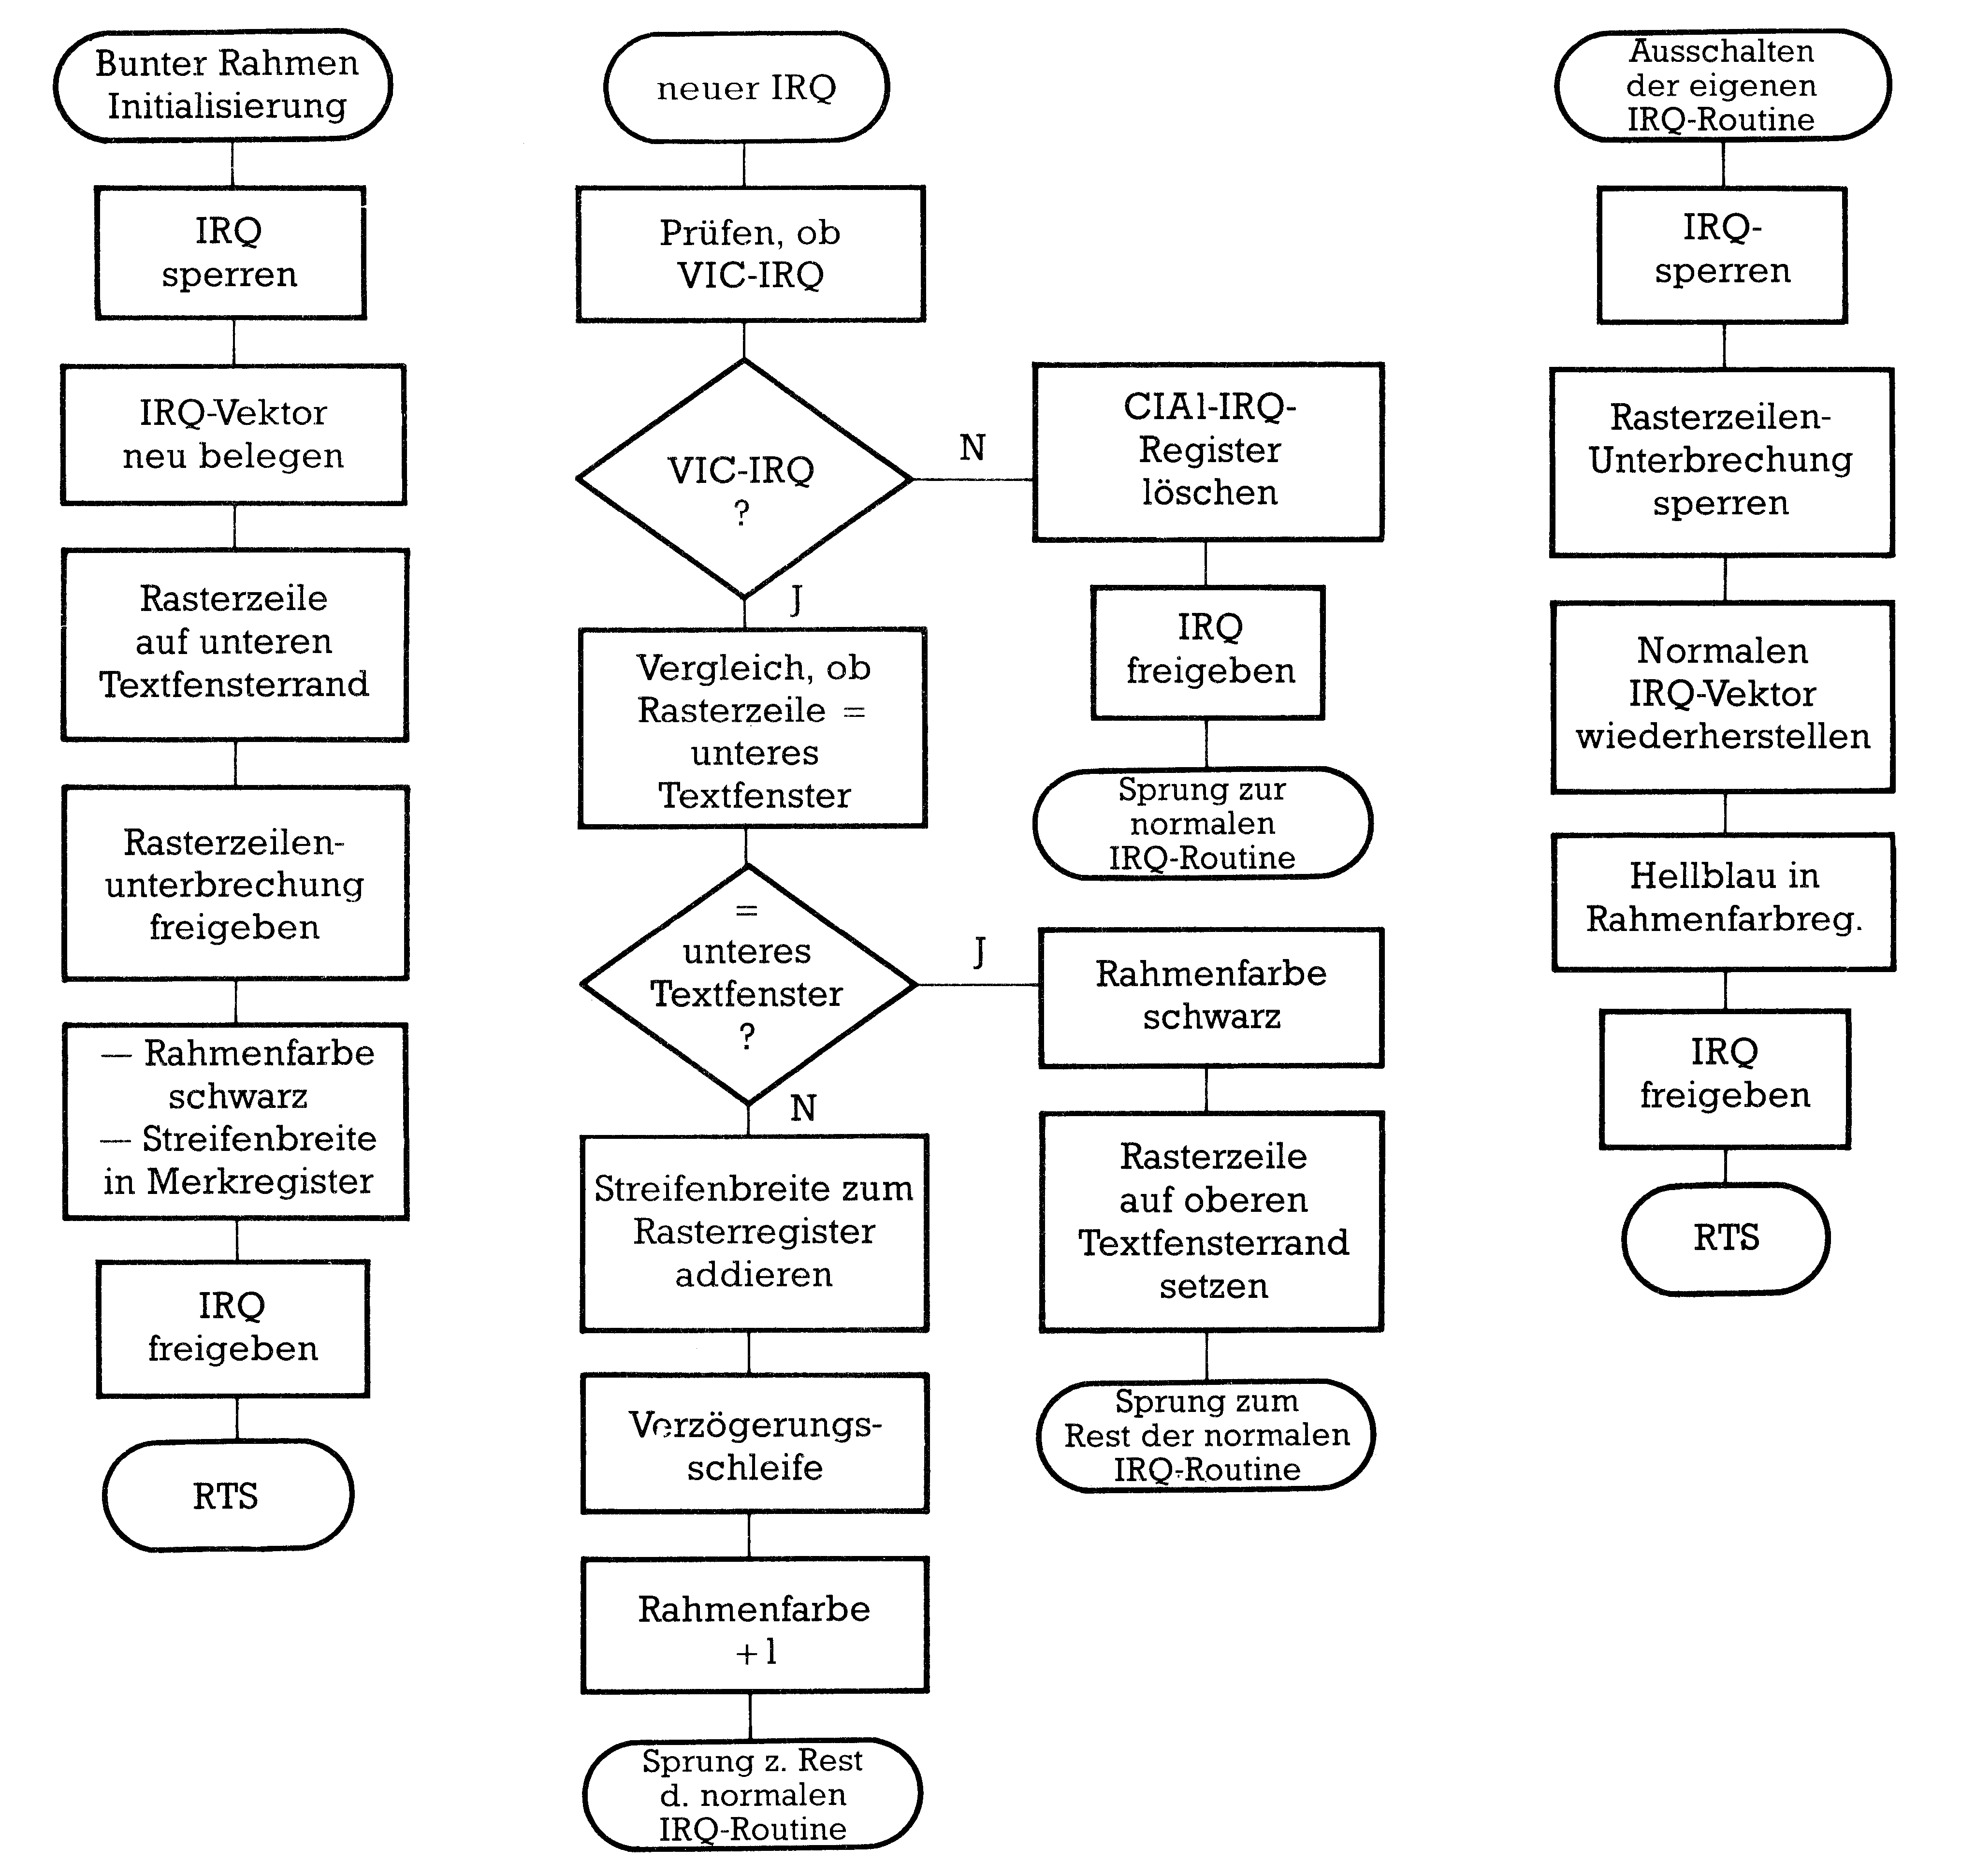 Bunter Rahmen
Initialisierung
IRQ
sperren
IRQ-Vektor
neu belegen
Rasterzeile
auf unteren
Textfensterrand
Rasterzeilen-
unterbrechung
freigeben
— Rahmenfarbe
schwarz
— Streifenbreite
in Merkregister
IRQ
freigeben
RTS
neuer IRQ
Prüfen, ob
VIC-IRQ
VIC-IRQ
?
N
J
CIA1-IRQ-
Register
löschen
IRQ
freigeben
Sprung zur
normalen
IRQ-Routine
Vergleich, ob
Rasterzeile =
unteres
Textfenster
=
unteres
Textfenster
?
J
N
Rahmenfarbe
schwarz
Rasterzeile
auf oberen
Textfensterrand
setzen
Sprung zum
Rest der normalen
IRQ-Routine
Streifenbreite zum
Rasterregister
addieren
Verzögerungs-
schleife
Rahmenfarbe
+1
Sprung z. Rest
d. normalen
IRQ-Routine
Ausschalten
der eigenen
IRQ-Routine
IRQ-
sperren
Rasterzeilen-
Unterbrechung
sperren
Normalen
IRQ-Vektor
wiederherstellen
Hellblau in
Rahmenfarbreg.
IRQ
freigeben
RTS